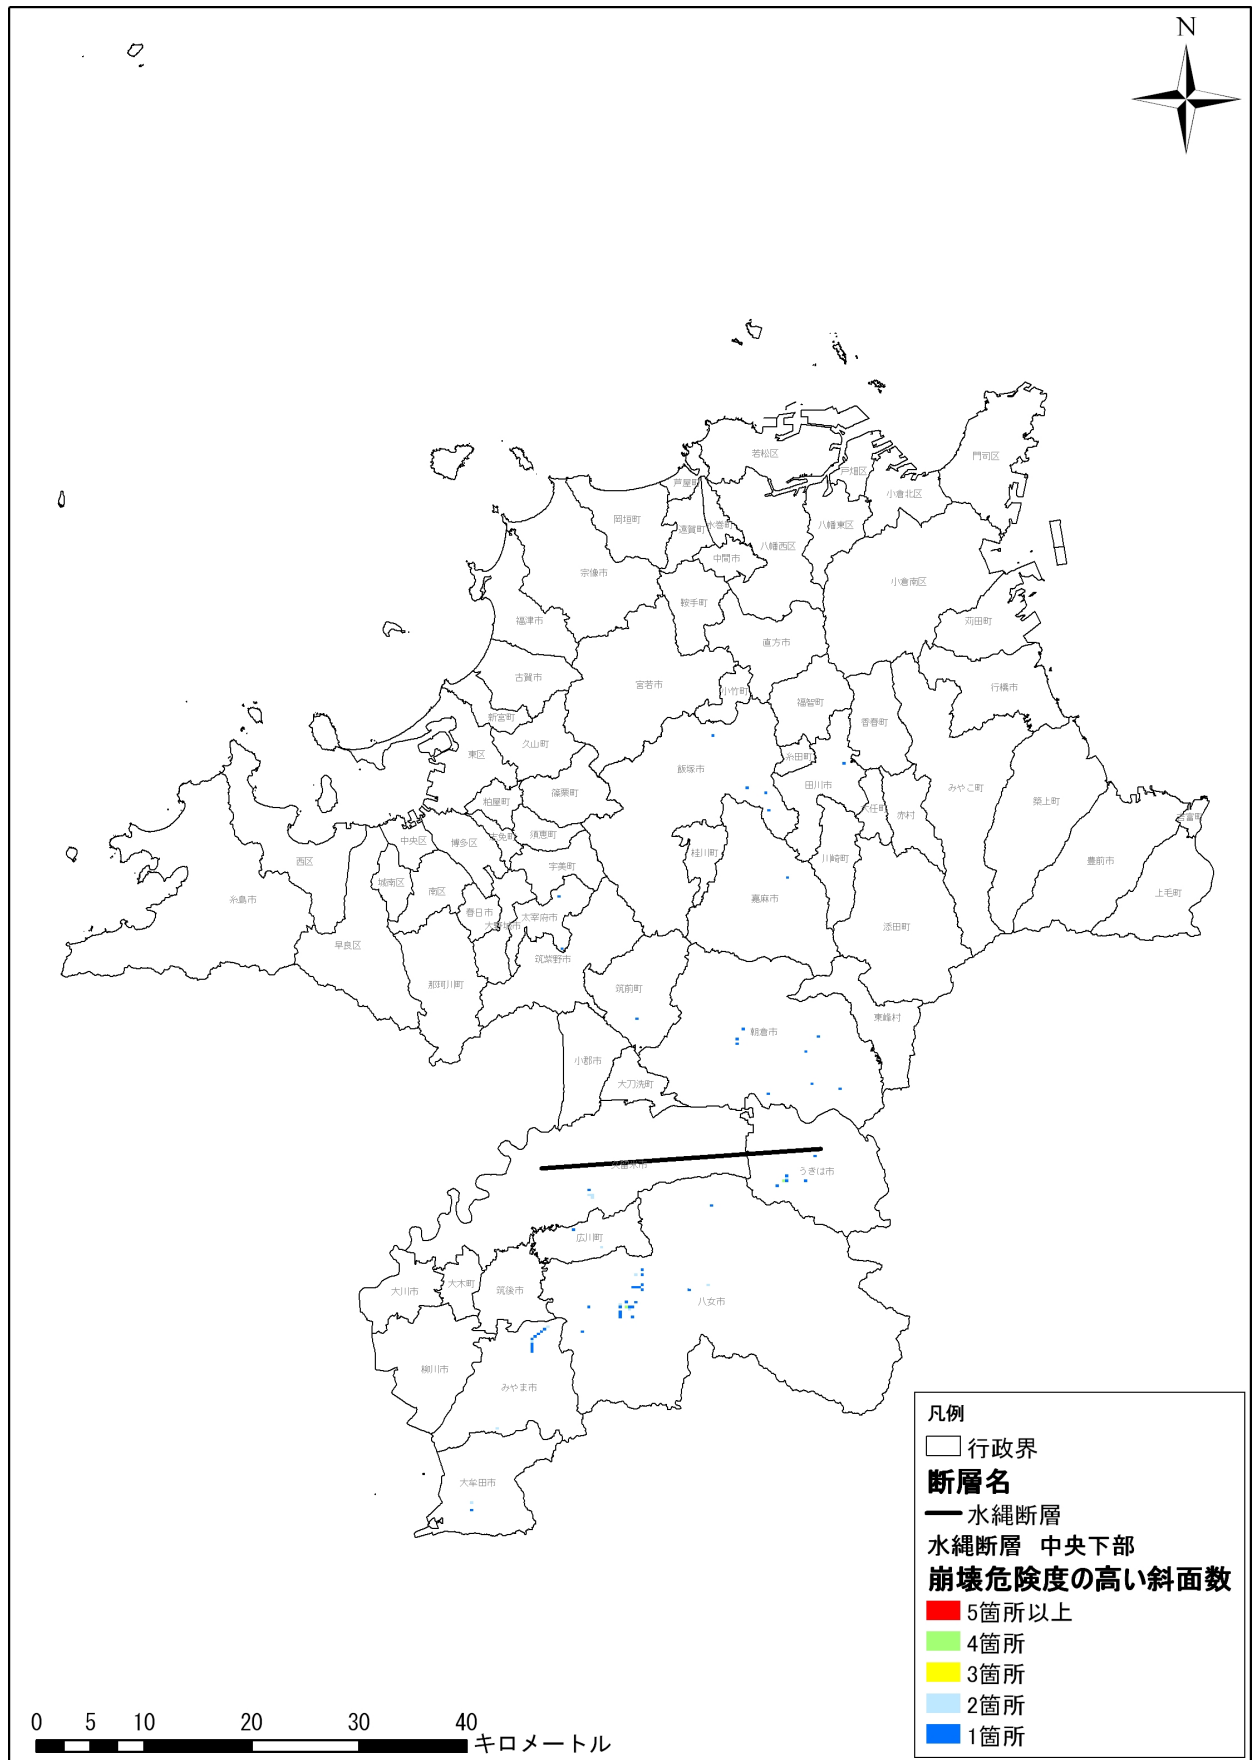 N
若松区
門司区
戸畑区
芦屋町
小倉北区
岡垣町
遠賀町
水巻町
八幡東区
八幡西区
中間市
宗像市
小倉南区
鞍手町
福津市
苅田町
直方市
古賀市
宮若市
小竹町
行橋市
福智町
新宮町
香春町
久山町
東区
飯塚市
糸田町
田川市
みやこ町
篠栗町
築上町
粕屋町
大任町
赤村
吉富町
志免町
須恵町
中央区
博多区
桂川町
川崎町
西区
宇美町
豊前市
城南区
南区
上毛町
糸島市
嘉麻市
春日市
太宰府市
大野城市
添田町
早良区
筑紫野市
那珂川町
筑前町
東峰村
朝倉市
小郡市
大刀洗町
久留米市
うきは市
広川町
大川市
大木町
筑後市
八女市
柳川市
みやま市
大牟田市
凡例
行政界
断層名
水縄断層
水縄断層 中央下部
崩壊危険度の高い斜面数
5箇所以上
4箇所
3箇所
2箇所
1箇所
0 5 10 20 30 40
キロメートル